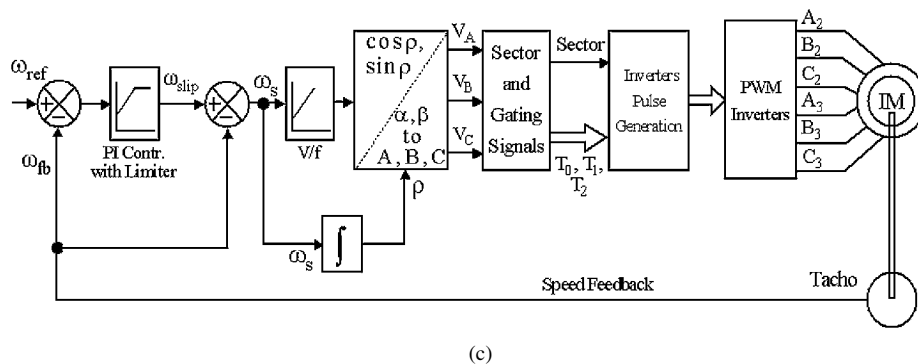 ω_ref
+
−
ω_fb
PI Contr.
with Limiter
ω_slip
+
−
ω_s
V/f
cos ρ,
sin ρ
α, β
to
A, B, C
ρ
ω_s
∫
V_A
V_B
V_C
Sector
and
Gating
Signals
Sector
T_0, T_1,
T_2
Inverters
Pulse
Generation
PWM
Inverters
A_2
B_2
C_2
A_3
B_3
C_3
IM
Tacho
Speed Feedback
(c)